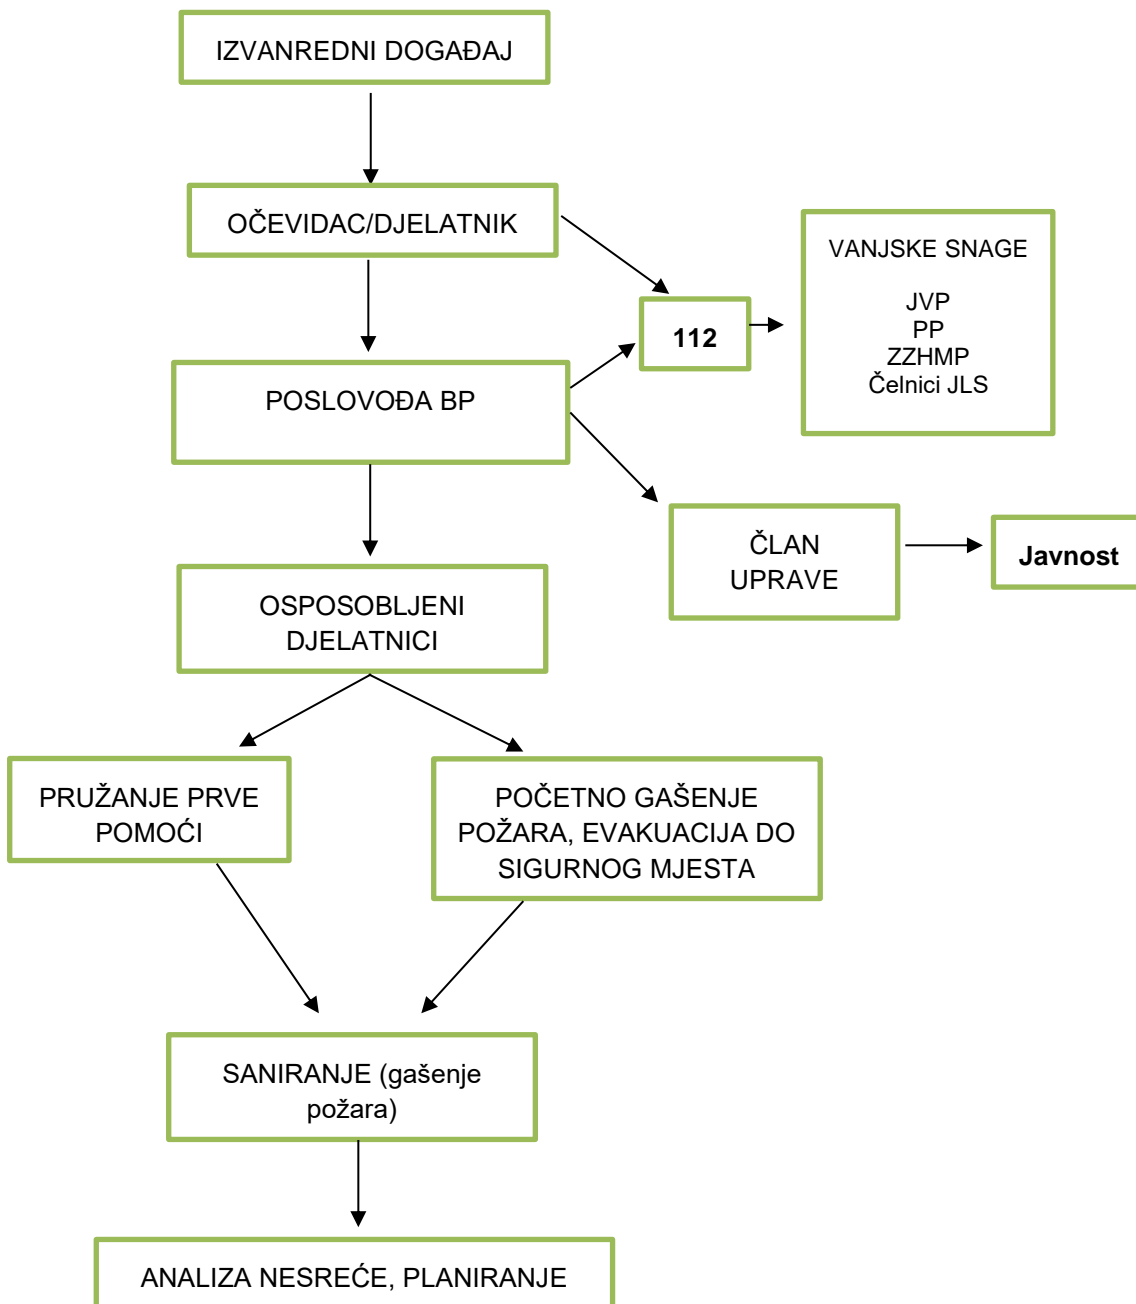 IZVANREDNI DOGAĐAJ
OČEVIDAC/DJELATNIK
VANJSKE SNAGE
JVP
PP
ZZHMP
Čelnici JLS
112
POSLOVOĐA BP
ČLAN
UPRAVE
Javnost
OSPOSOBLJENI
DJELATNICI
PRUŽANJE PRVE
POMOĆI
POČETNO GAŠENJE
POŽARA, EVAKUACIJA DO
SIGURNOG MJESTA
SANIRANJE (gašenje
požara)
ANALIZA NESREĆE, PLANIRANJE